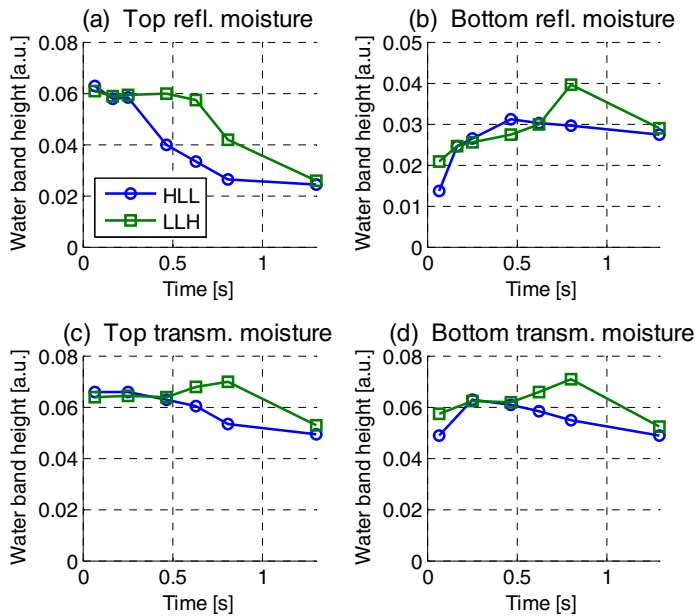 (a) Top refl. moisture
Water band height [a.u.]
0.08
0.06
0.04
0.02
0
HLL
LLH
0 0.5 1
Time [s]
(b) Bottom refl. moisture
Water band height [a.u.]
0.05
0.04
0.03
0.02
0.01
0
0 0.5 1
Time [s]
(c) Top transm. moisture
Water band height [a.u.]
0.08
0.06
0.04
0.02
0
0 0.5 1
Time [s]
(d) Bottom transm. moisture
Water band height [a.u.]
0.08
0.06
0.04
0.02
0
0 0.5 1
Time [s]